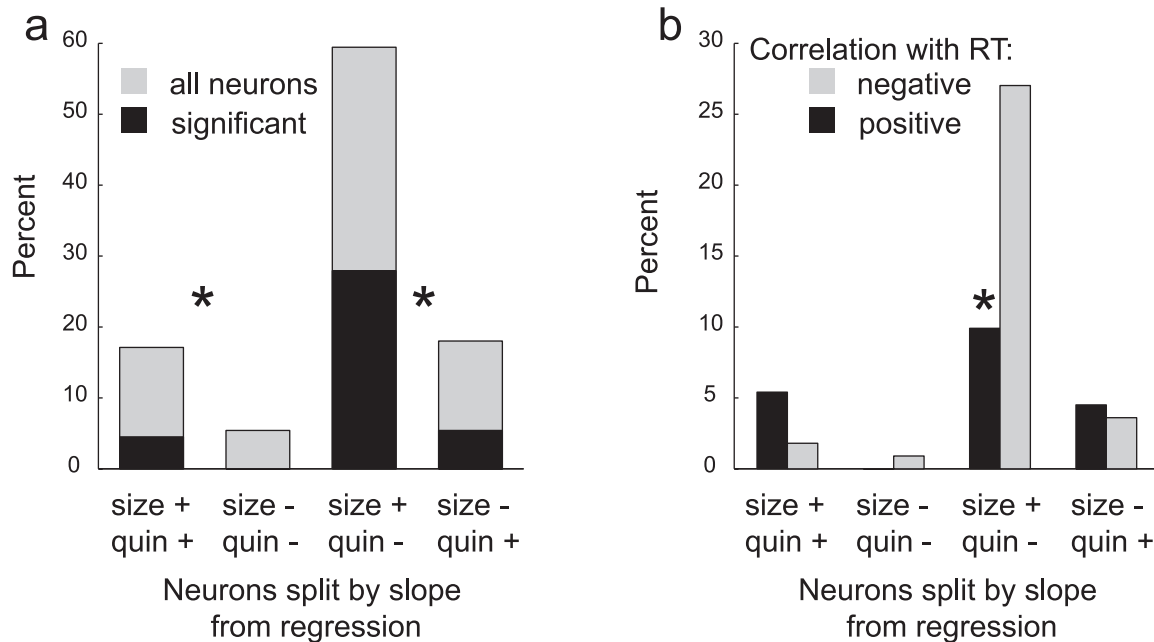 a
60
50
40
30
20
10
0
Percent
all neurons
significant
*
*
size + size - size + size -
quin + quin - quin - quin +
Neurons split by slope
from regression
b
30
25
20
15
10
5
0
Percent
Correlation with RT:
negative
positive
*
size + size - size + size -
quin + quin - quin - quin +
Neurons split by slope
from regression